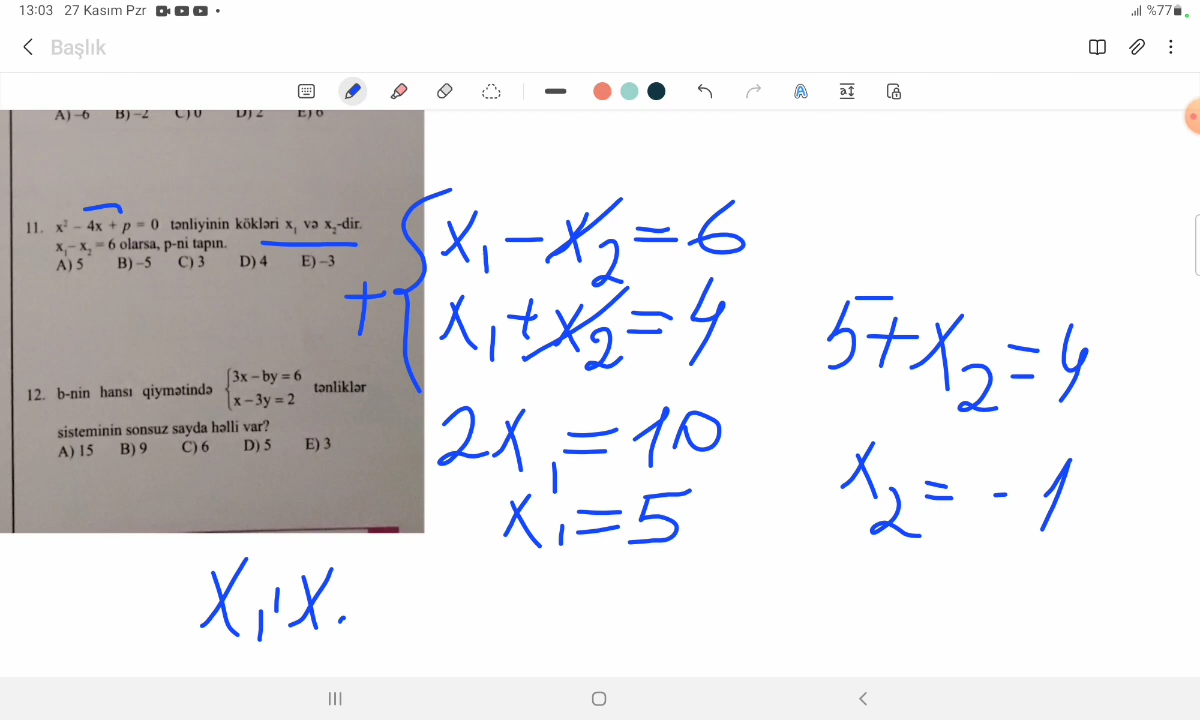 13:03 27 Kasım Pzr
%77
Başlık
A) –6 B) –2 C) 0 D) 2 E) 6
11. x² – 4x + p = 0 tənliyinin kökləri x₁ və x₂-dir.
x₁– x₂ = 6 olarsa, p-ni tapın.
A) 5 B) –5 C) 3 D) 4 E) –3
12. b-nin hansı qiymətində {3x – by = 6 tənliklər
x – 3y = 2
sisteminin sonsuz sayda həlli var?
A) 15 B) 9 C) 6 D) 5 E) 3
+ { x₁ – x₂ = 6
x₁ + x₂ = 4
2x₁ = 10
x₁ = 5
5 + x₂ = 4
x₂ = - 1
x₁ · x